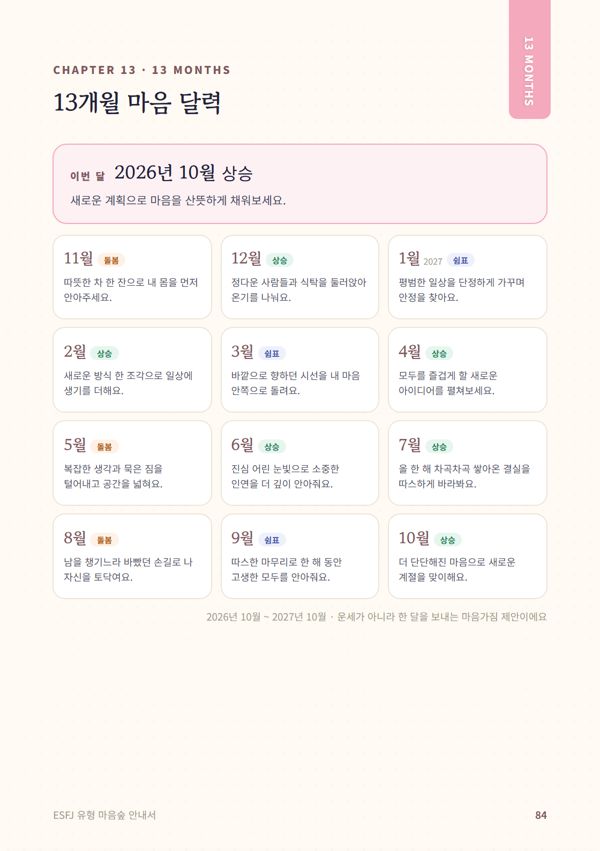 13 MONTHS
CHAPTER 13 · 13 MONTHS
13개월 마음 달력
이번 달 2026년 10월 상승
새로운 계획으로 마음을 산뜻하게 채워보세요.
11월 돌봄
따뜻한 차 한 잔으로 내 몸을 먼저
안아주세요.
12월 상승
정다운 사람들과 식탁을 둘러앉아
온기를 나눠요.
1월 2027 쉼표
평범한 일상을 단정하게 가꾸며
안정을 찾아요.
2월 상승
새로운 방식 한 조각으로 일상에
생기를 더해요.
3월 쉼표
바깥으로 향하던 시선을 내 마음
안쪽으로 돌려요.
4월 상승
모두를 즐겁게 할 새로운
아이디어를 펼쳐보세요.
5월 돌봄
복잡한 생각과 묵은 짐을
털어내고 공간을 넓혀요.
6월 상승
진심 어린 눈빛으로 소중한
인연을 더 깊이 안아줘요.
7월 상승
올 한 해 차곡차곡 쌓아온 결실을
따스하게 바라봐요.
8월 돌봄
남을 챙기느라 바빴던 손길로 나
자신을 토닥여요.
9월 쉼표
따스한 마무리로 한 해 동안
고생한 모두를 안아줘요.
10월 상승
더 단단해진 마음으로 새로운
계절을 맞이해요.
2026년 10월 ~ 2027년 10월 · 운세가 아니라 한 달을 보내는 마음가짐 제안이에요
ESFJ 유형 마음숲 안내서
84